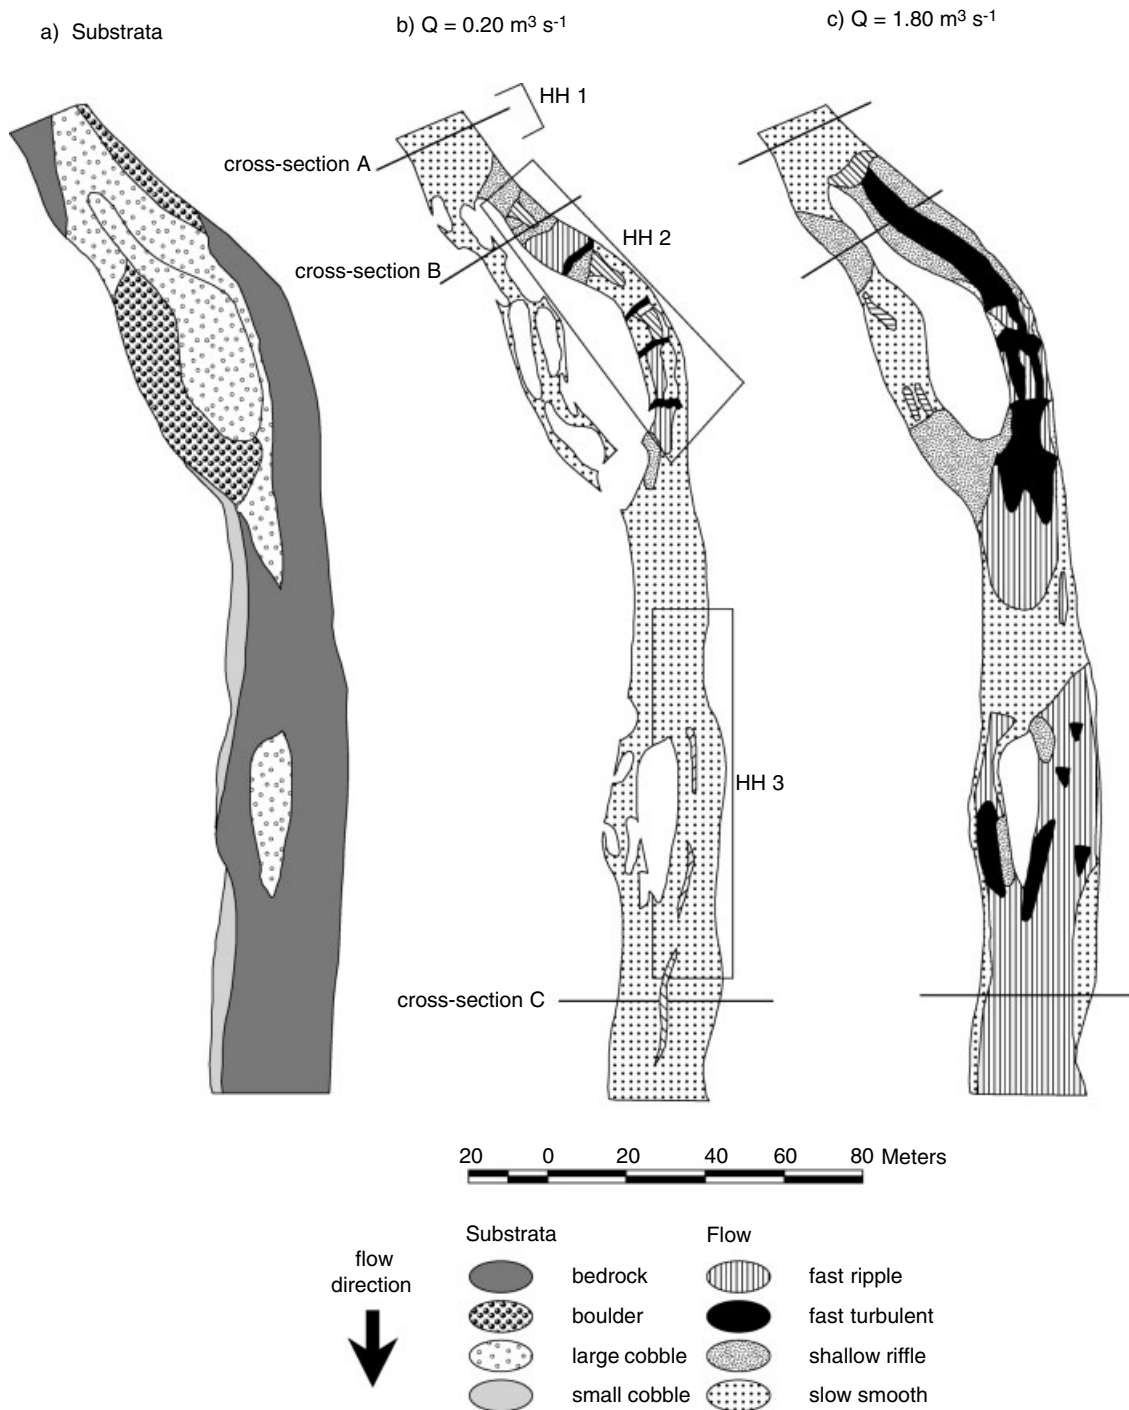 a) Substrata
b) Q = 0.20 m³ s⁻¹
c) Q = 1.80 m³ s⁻¹
HH 1
cross-section A
HH 2
cross-section B
HH 3
cross-section C
20 0 20 40 60 80 Meters
flow
direction
Substrata
bedrock
boulder
large cobble
small cobble
Flow
fast ripple
fast turbulent
shallow riffle
slow smooth